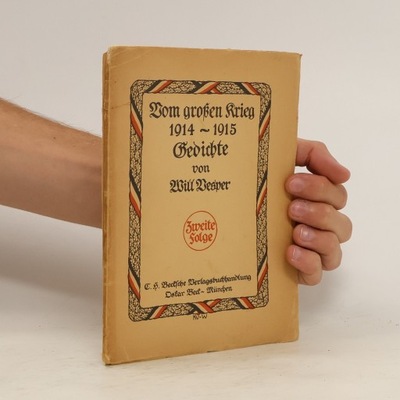 Vom großen Krieg
1914 ~ 1915
Gedichte
von
Will Vesper
Zweite
Folge
C. H. Beck'sche Verlagsbuchhandlung
Oskar Beck - München